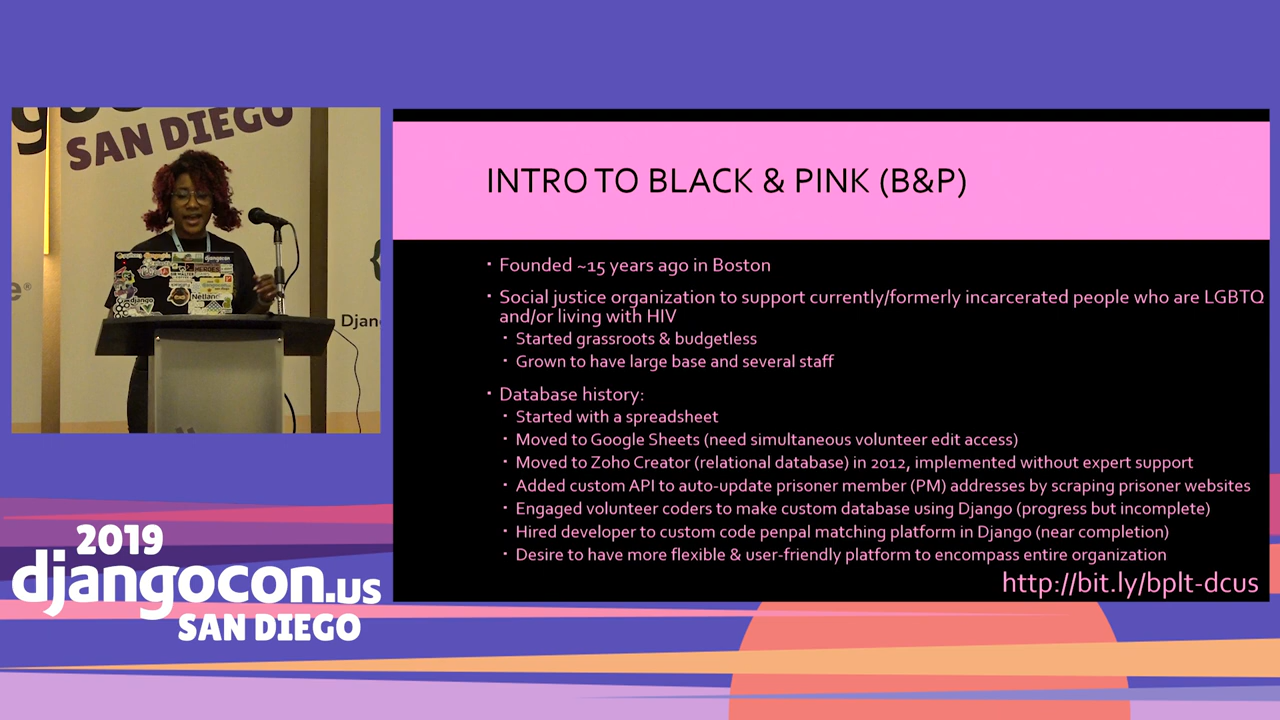 SAN DIEGO
Djan
django
Netlan
INTRO TO BLACK & PINK (B&P)
· Founded ~15 years ago in Boston
· Social justice organization to support currently/formerly incarcerated people who are LGBTQ
and/or living with HIV
· Started grassroots & budgetless
· Grown to have large base and several staff
· Database history:
· Started with a spreadsheet
· Moved to Google Sheets (need simultaneous volunteer edit access)
· Moved to Zoho Creator (relational database) in 2012, implemented without expert support
· Added custom API to auto-update prisoner member (PM) addresses by scraping prisoner websites
· Engaged volunteer coders to make custom database using Django (progress but incomplete)
· Hired developer to custom code penpal matching platform in Django (near completion)
· Desire to have more flexible & user-friendly platform to encompass entire organization
http://bit.ly/bplt-dcus
2019
djangocon.us
SAN DIEGO